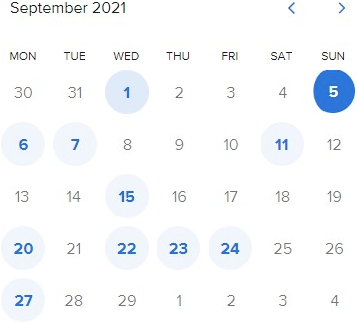 September 2021
MON TUE WED THU FRI SAT SUN
30 31 1 2 3 4 5
6 7 8 9 10 11 12
13 14 15 16 17 18 19
20 21 22 23 24 25 26
27 28 29 1 2 3 4